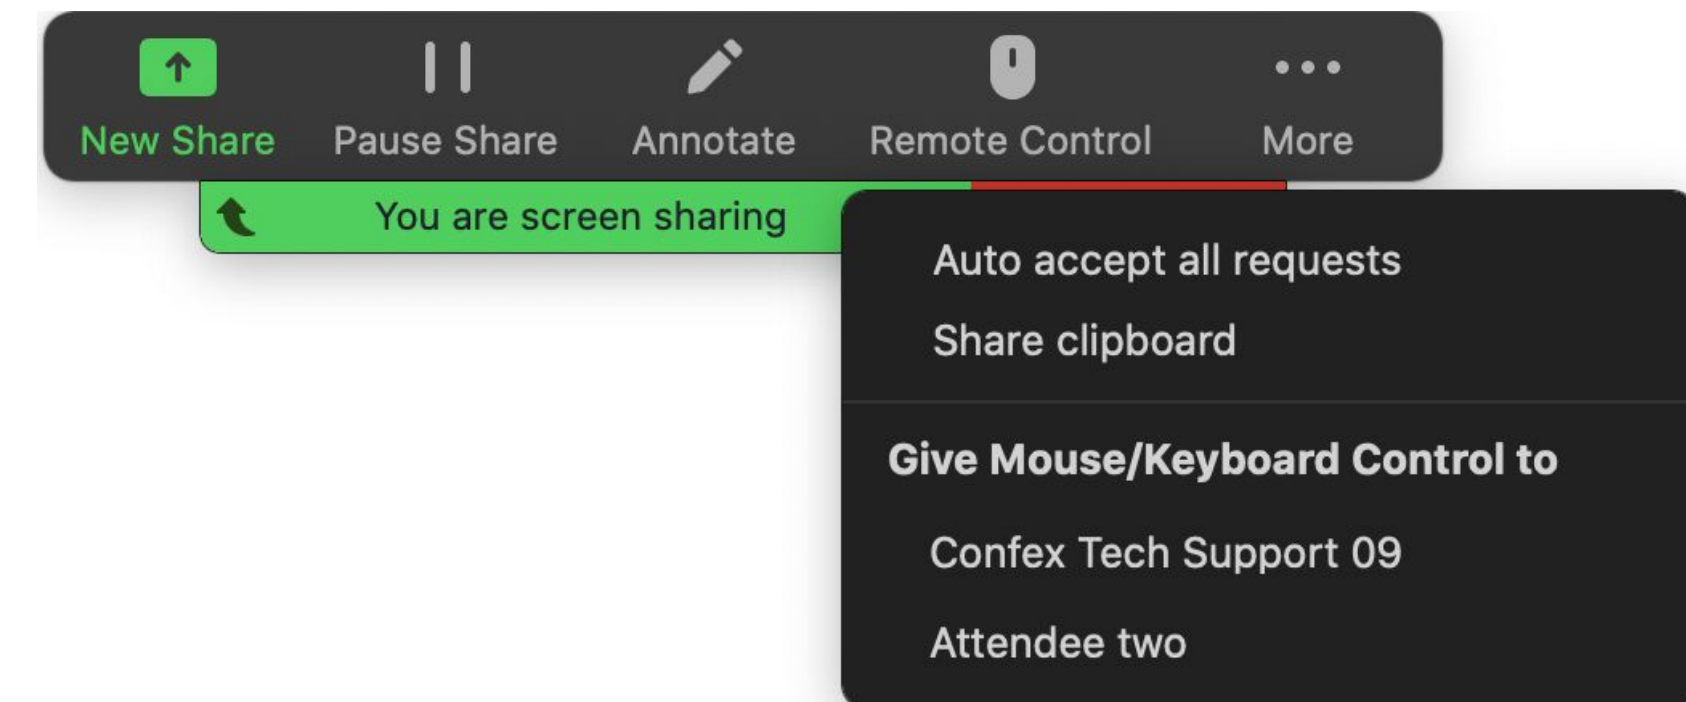 New Share Pause Share Annotate Remote Control More
You are screen sharing
Auto accept all requests
Share clipboard
Give Mouse/Keyboard Control to
Confex Tech Support 09
Attendee two